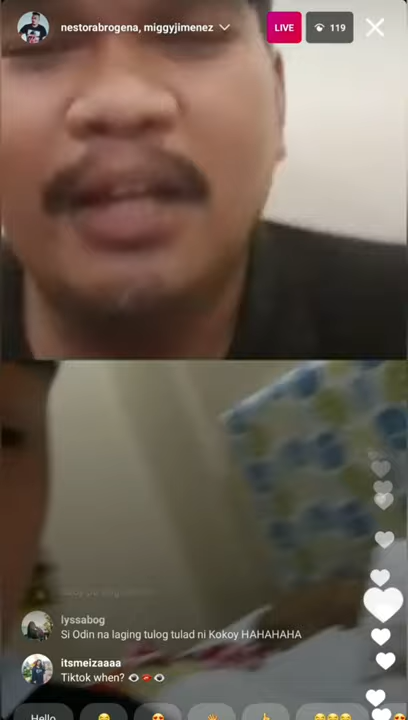 nestorabrogena, miggyjimenez
LIVE
119
lyssabog
Si Odin na laging tulog tulad ni Kokoy HAHAHAHA
itsmeizaaaa
Tiktok when? 👁️👄👁️
Hello